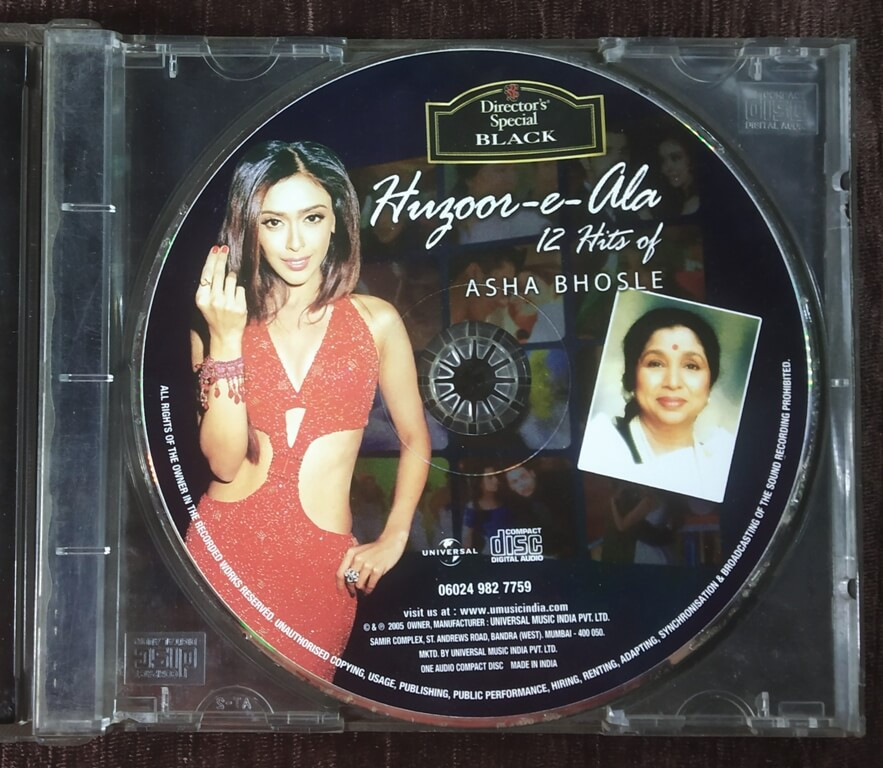 Director's
Special
BLACK
Huzoor-e-Ala
12 Hits of
ASHA BHOSLE
UNIVERSAL
COMPACT
disc
DIGITAL AUDIO
06024 982 7759
visit us at : www.umusicindia.com
© & ℗ 2005 OWNER, MANUFACTURER : UNIVERSAL MUSIC INDIA PVT. LTD.
SAMIR COMPLEX, ST. ANDREWS ROAD, BANDRA (WEST). MUMBAI - 400 050.
MKTD. BY UNIVERSAL MUSIC INDIA PVT. LTD.
ONE AUDIO COMPACT DISC MADE IN INDIA
ALL RIGHTS OF THE OWNER IN THE RECORDED WORKS RESERVED. UNAUTHORISED COPYING, USAGE, PUBLISHING, PUBLIC PERFORMANCE, HIRING, RENTING, ADAPTING, SYNCHRONISATION & BROADCASTING OF THE SOUND RECORDING PROHIBITED.
disc
DIGITAL AUDIO